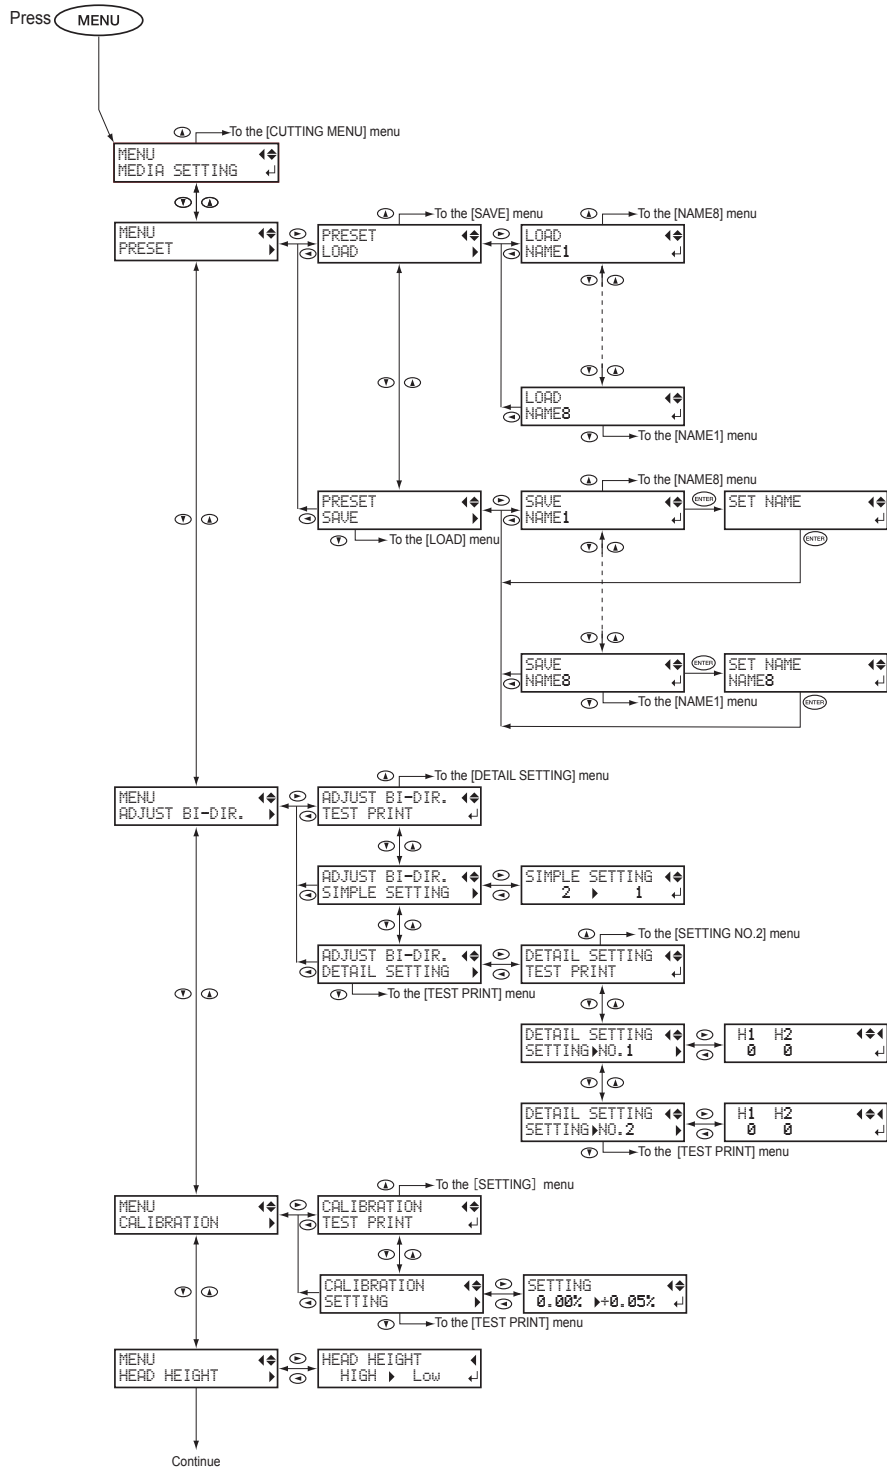 Press MENU
To the [CUTTING MENU] menu
MENU
MEDIA SETTING
MENU
PRESET
To the [SAVE] menu
PRESET
LOAD
To the [NAME8] menu
LOAD
NAME1
LOAD
NAME8
To the [NAME1] menu
PRESET
SAVE
To the [LOAD] menu
To the [NAME8] menu
SAVE
NAME1
ENTER
SET NAME
ENTER
SAVE
NAME8
ENTER
SET NAME
NAME8
To the [NAME1] menu
ENTER
MENU
ADJUST BI-DIR.
To the [DETAIL SETTING] menu
ADJUST BI-DIR.
TEST PRINT
ADJUST BI-DIR.
SIMPLE SETTING
SIMPLE SETTING
2 1
ADJUST BI-DIR.
DETAIL SETTING
To the [TEST PRINT] menu
To the [SETTING NO.2] menu
DETAIL SETTING
TEST PRINT
DETAIL SETTING
SETTING NO.1
H1 H2
0 0
DETAIL SETTING
SETTING NO.2
H1 H2
0 0
To the [TEST PRINT] menu
MENU
CALIBRATION
To the [SETTING] menu
CALIBRATION
TEST PRINT
CALIBRATION
SETTING
SETTING
0.00% +0.05%
To the [TEST PRINT] menu
MENU
HEAD HEIGHT
HEAD HEIGHT
HIGH Low
Continue